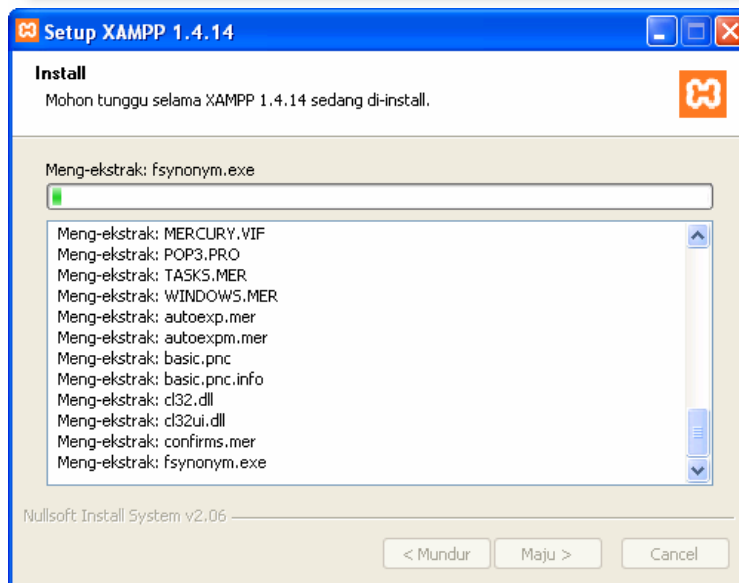 Setup XAMPP 1.4.14
Install
Mohon tunggu selama XAMPP 1.4.14 sedang di-install.
Meng-ekstrak: fsynonym.exe
Meng-ekstrak: MERCURY.VIF
Meng-ekstrak: POP3.PRO
Meng-ekstrak: TASKS.MER
Meng-ekstrak: WINDOWS.MER
Meng-ekstrak: autoexp.mer
Meng-ekstrak: autoexpm.mer
Meng-ekstrak: basic.pnc
Meng-ekstrak: basic.pnc.info
Meng-ekstrak: cl32.dll
Meng-ekstrak: cl32ui.dll
Meng-ekstrak: confirms.mer
Meng-ekstrak: fsynonym.exe
Nullsoft Install System v2.06
< Mundur Maju > Cancel